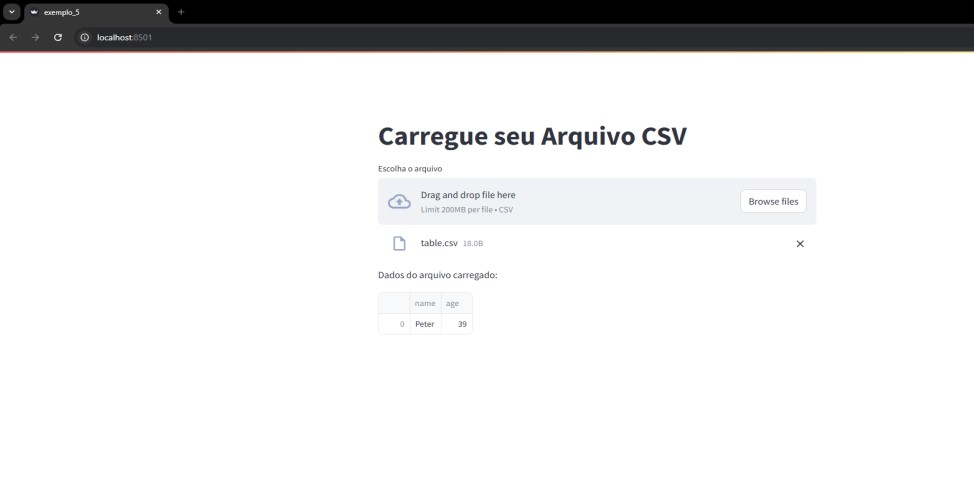 exemplo_5
localhost:8501
Carregue seu Arquivo CSV
Escolha o arquivo
Drag and drop file here
Limit 200MB per file • CSV
Browse files
table.csv 18.0B
Dados do arquivo carregado:
name age
0 Peter 39